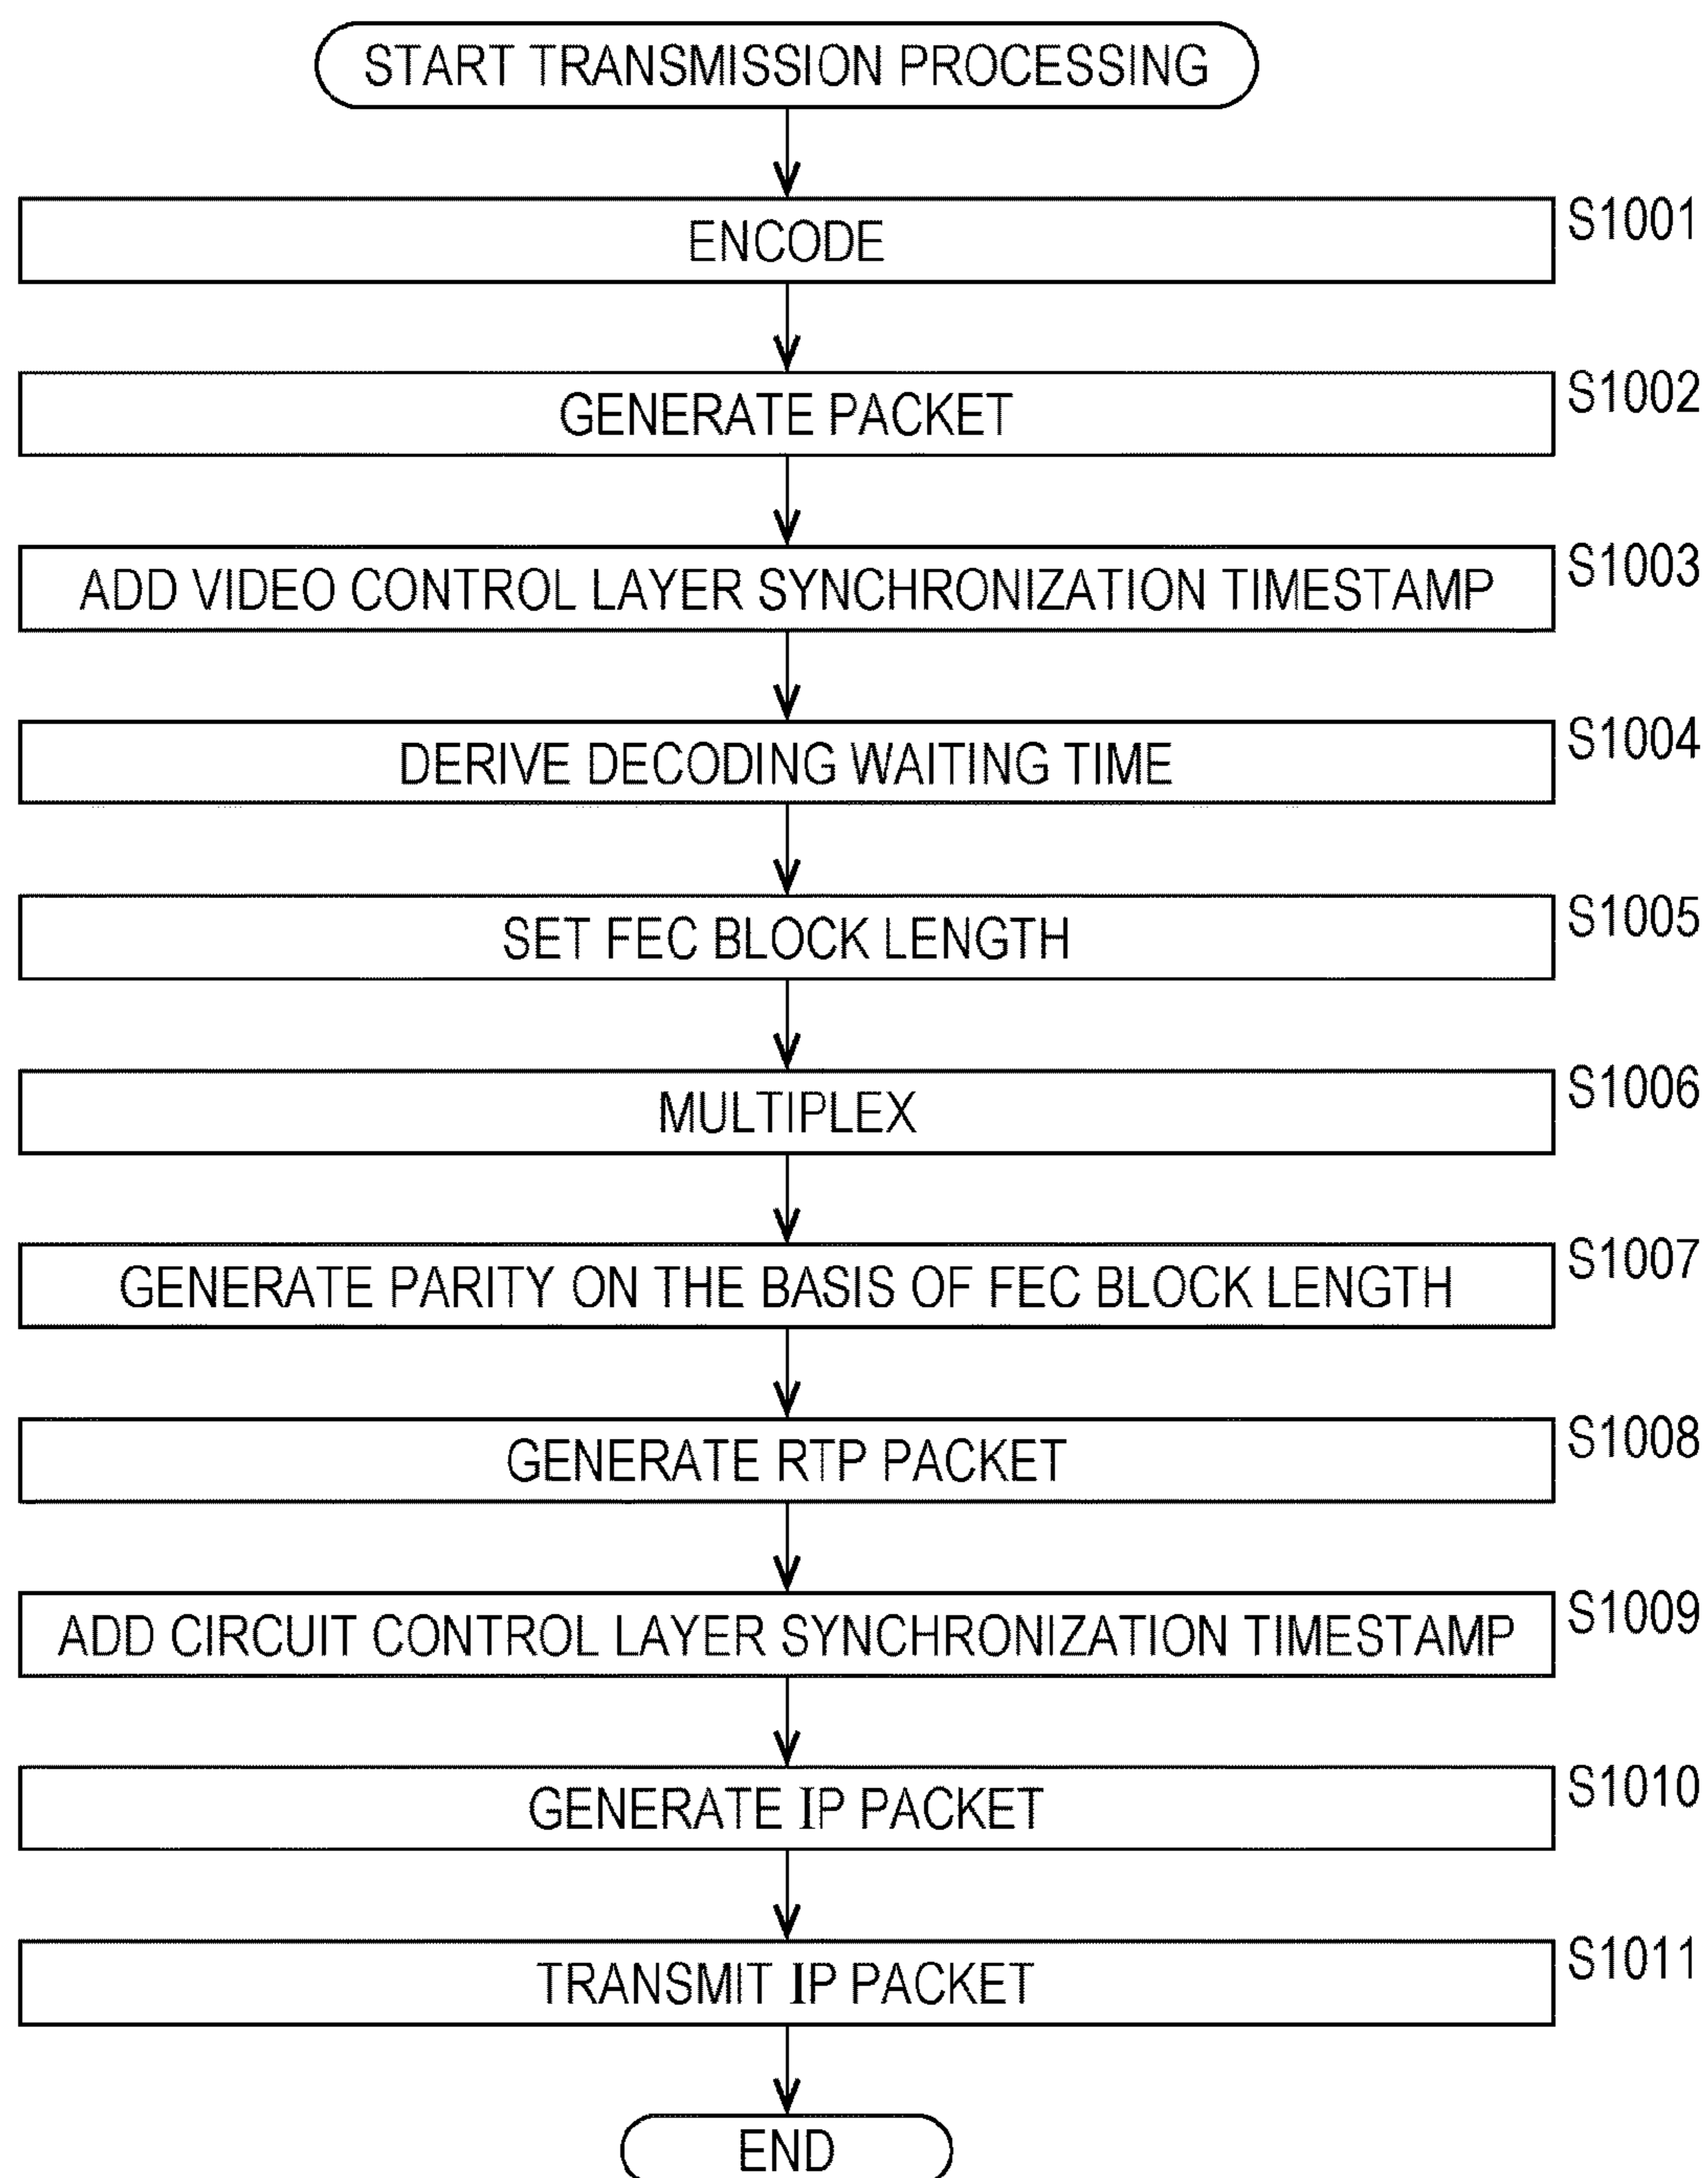 START TRANSMISSION PROCESSING
S1001
ENCODE
S1002
GENERATE PACKET
S1003
ADD VIDEO CONTROL LAYER SYNCHRONIZATION TIMESTAMP
S1004
DERIVE DECODING WAITING TIME
S1005
SET FEC BLOCK LENGTH
S1006
MULTIPLEX
S1007
GENERATE PARITY ON THE BASIS OF FEC BLOCK LENGTH
S1008
GENERATE RTP PACKET
S1009
ADD CIRCUIT CONTROL LAYER SYNCHRONIZATION TIMESTAMP
S1010
GENERATE IP PACKET
S1011
TRANSMIT IP PACKET
END